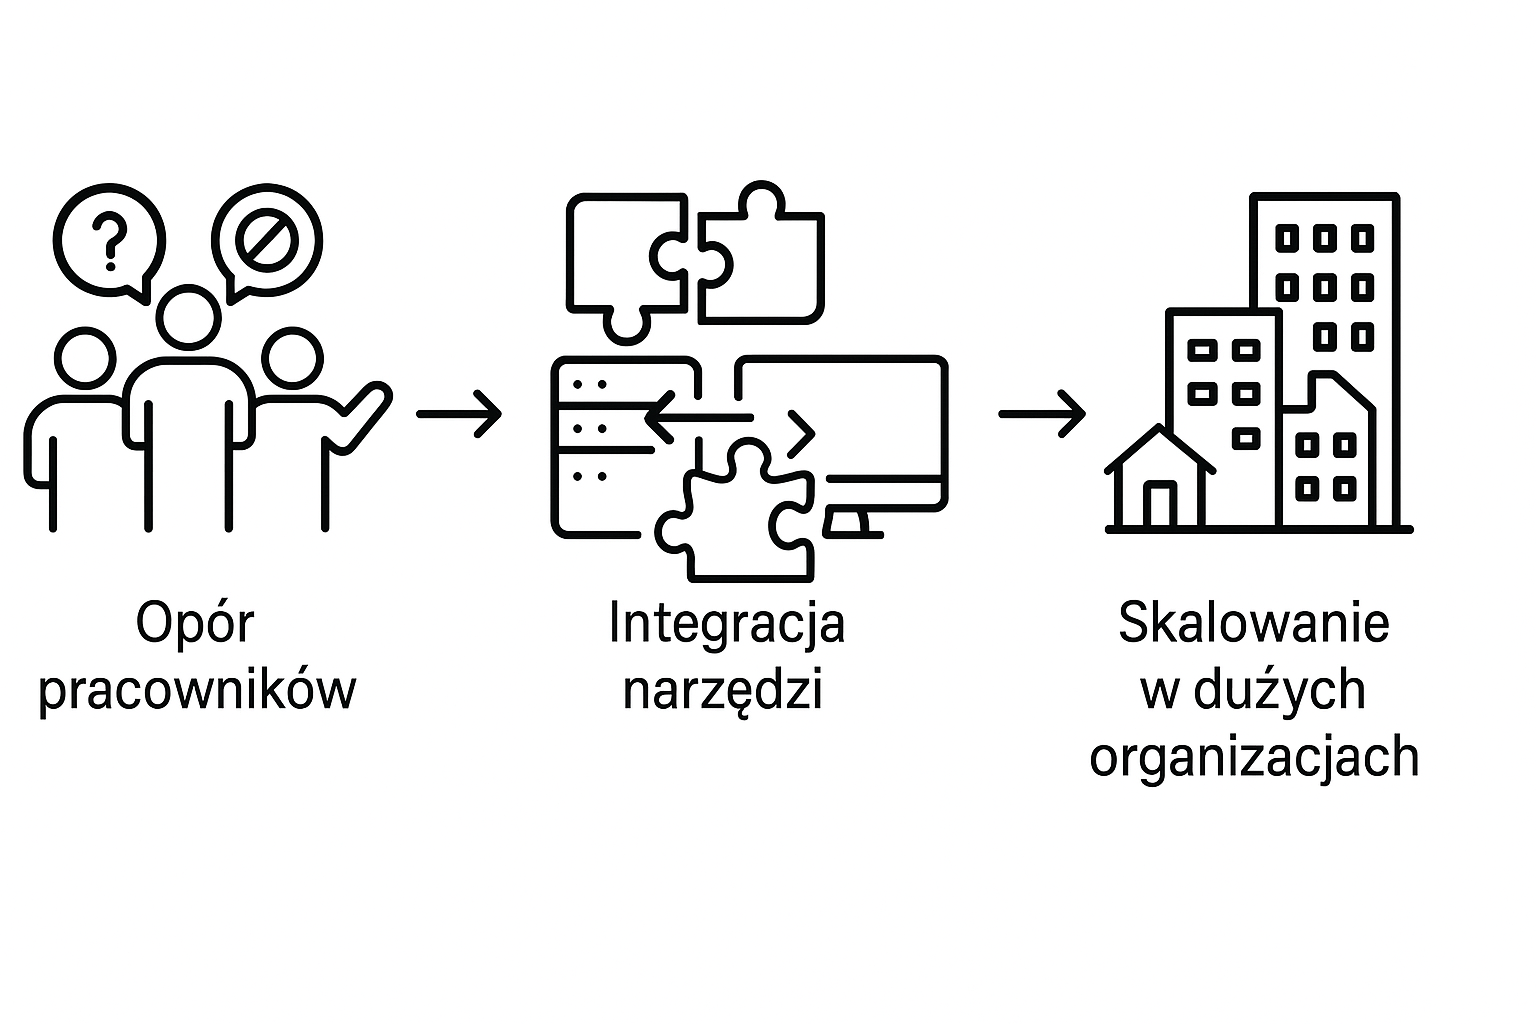 ?
Opór
pracowników
Integracja
narzędzi
Skalowanie
w dużych
organizacjach